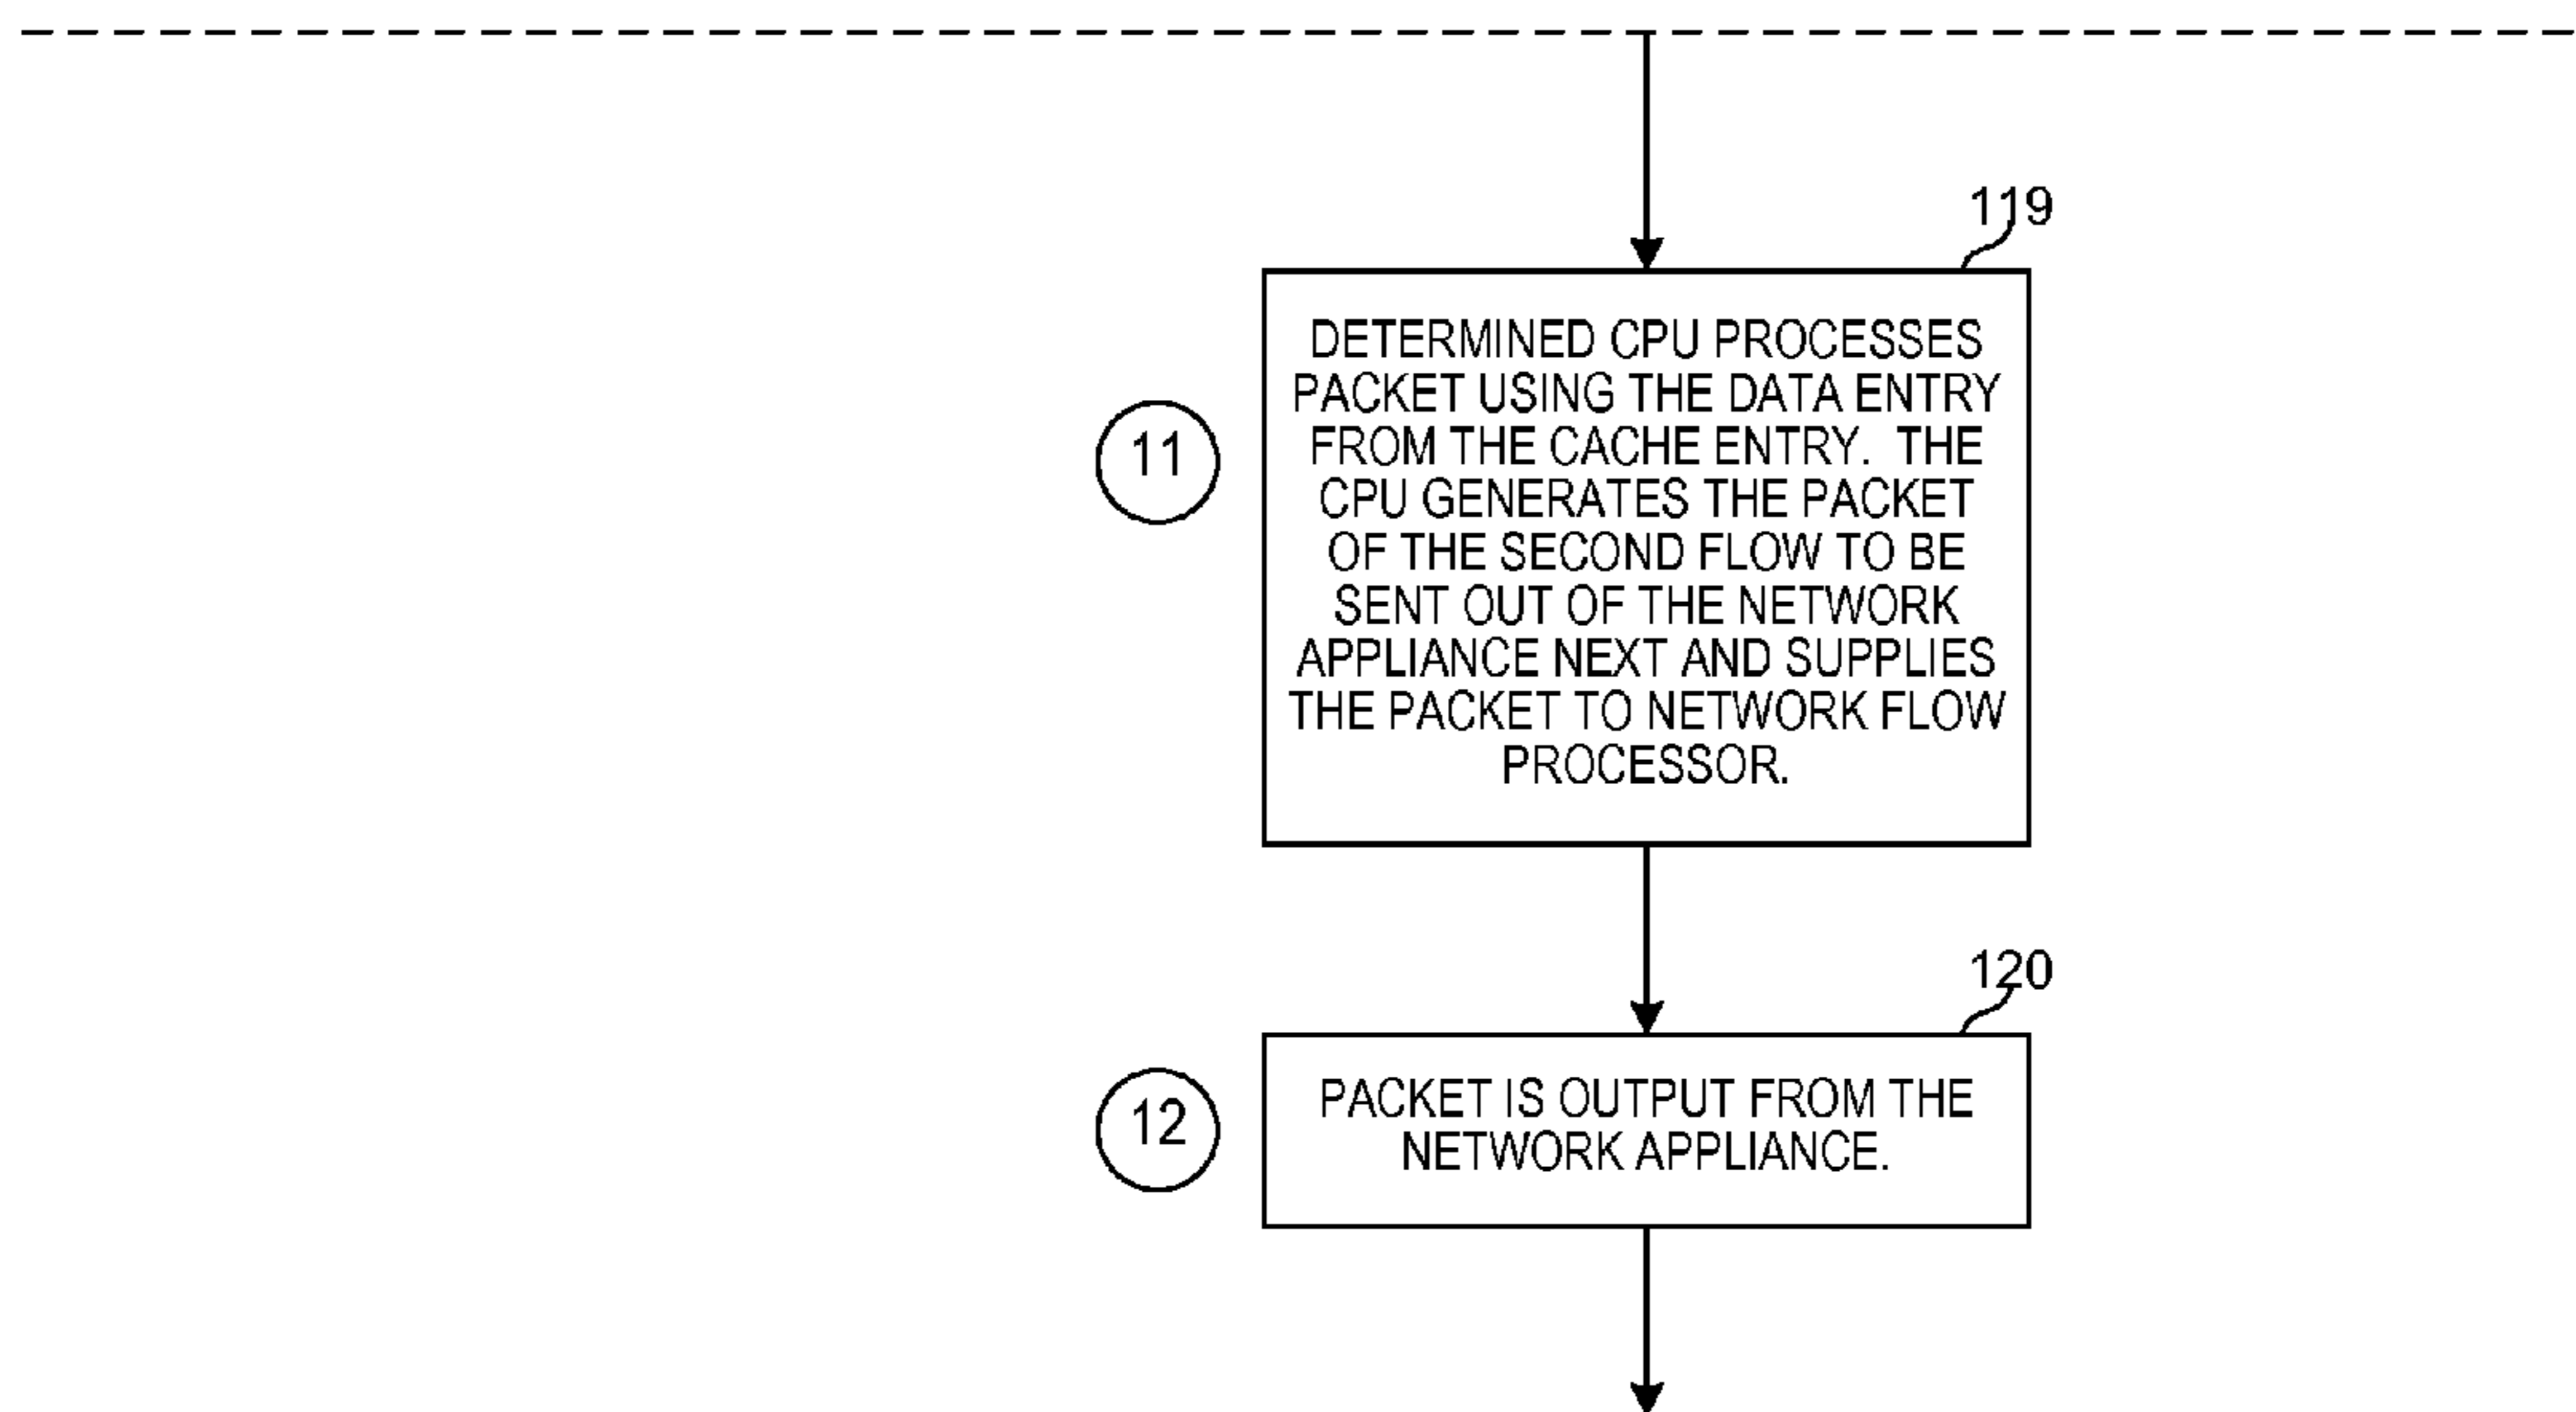 119
DETERMINED CPU PROCESSES
PACKET USING THE DATA ENTRY
FROM THE CACHE ENTRY. THE
CPU GENERATES THE PACKET
OF THE SECOND FLOW TO BE
SENT OUT OF THE NETWORK
APPLIANCE NEXT AND SUPPLIES
THE PACKET TO NETWORK FLOW
PROCESSOR.
11
120
PACKET IS OUTPUT FROM THE
NETWORK APPLIANCE.
12